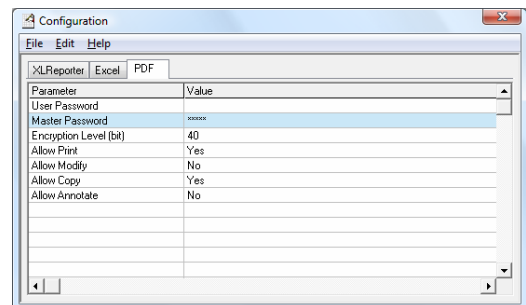 Configuration
File Edit Help
XLReporter Excel PDF
Parameter Value
User Password
Master Password *****
Encryption Level (bit) 40
Allow Print Yes
Allow Modify No
Allow Copy Yes
Allow Annotate No